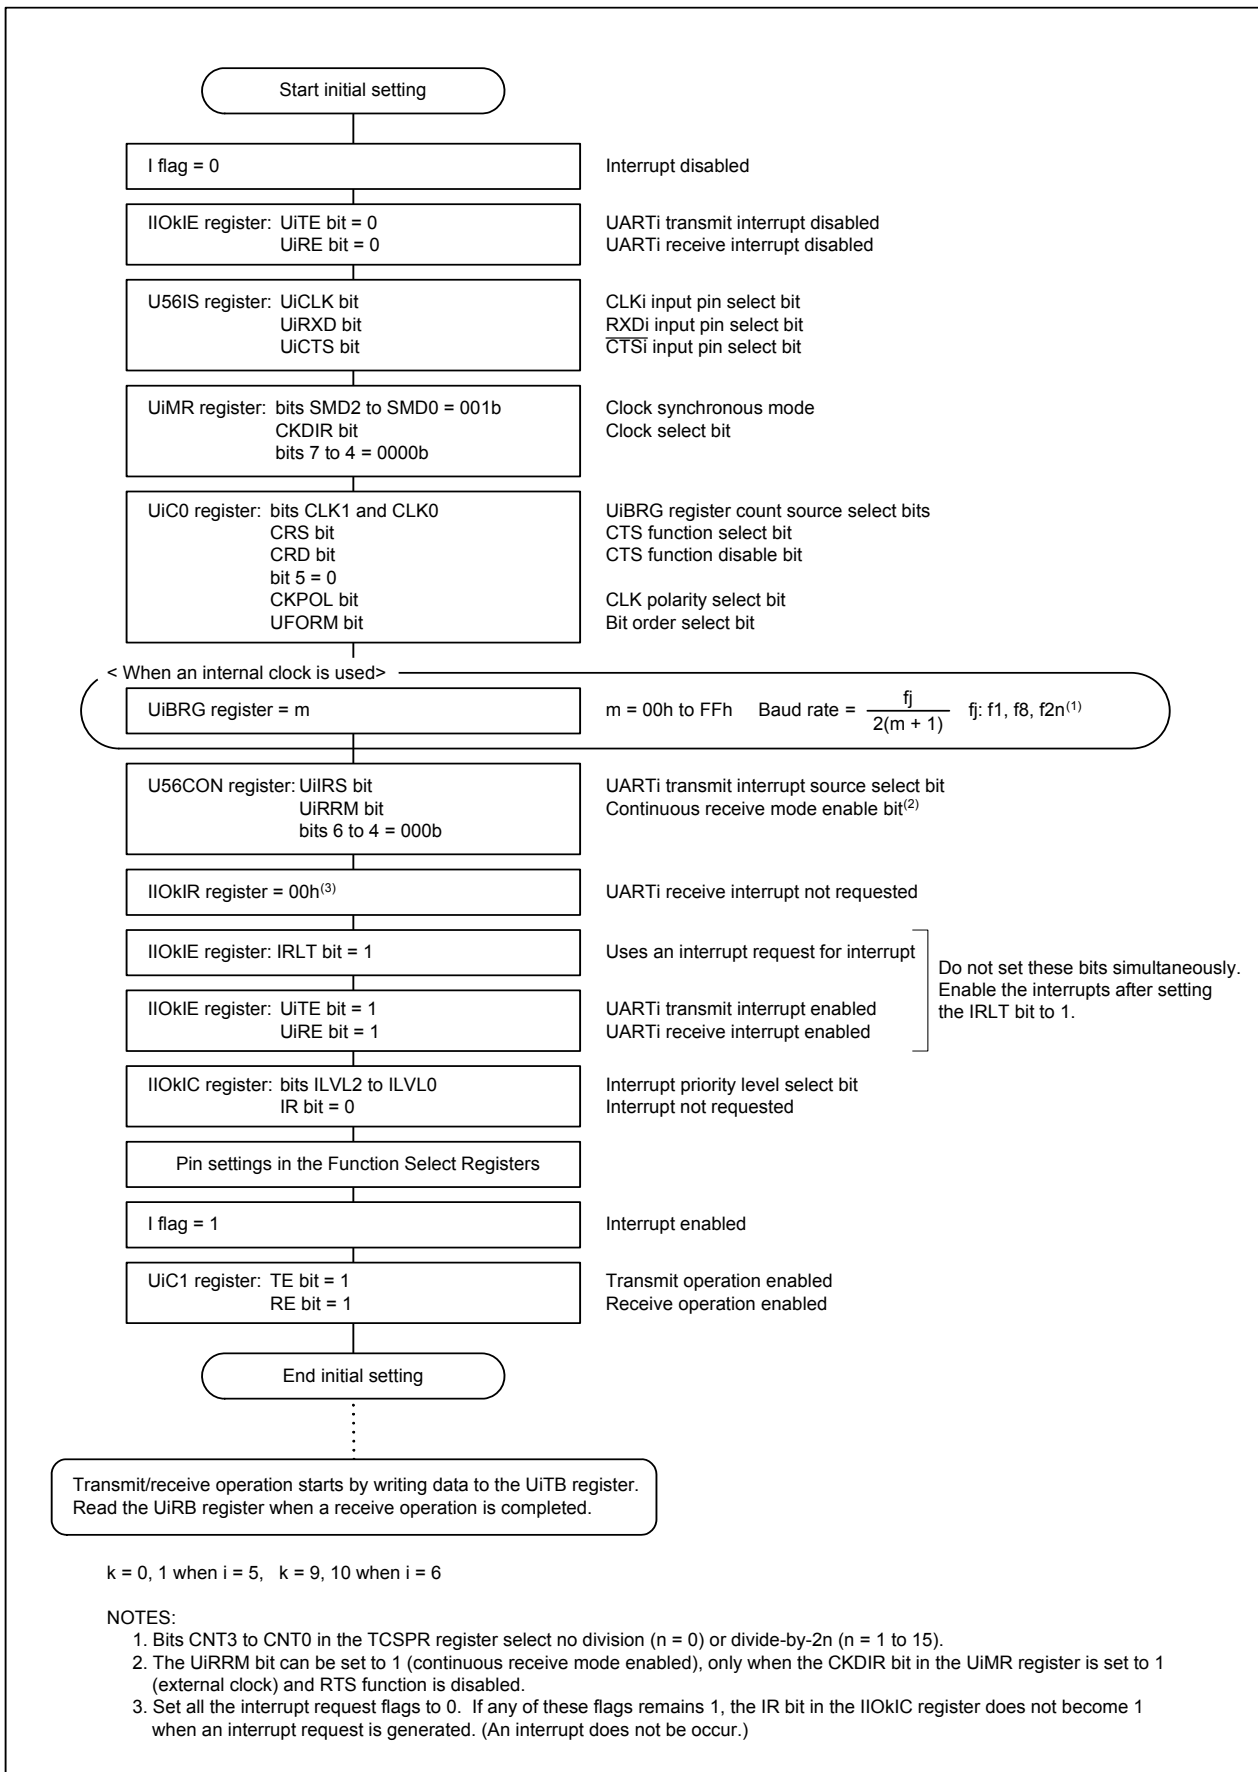 Start initial setting
I flag = 0 Interrupt disabled
IIOkIE register: UiTE bit = 0 UARTi transmit interrupt disabled
UiRE bit = 0 UARTi receive interrupt disabled
U56IS register: UiCLK bit CLKi input pin select bit
UiRXD bit RXDi input pin select bit
UiCTS bit CTSi input pin select bit
UiMR register: bits SMD2 to SMD0 = 001b Clock synchronous mode
CKDIR bit Clock select bit
bits 7 to 4 = 0000b
UiC0 register: bits CLK1 and CLK0 UiBRG register count source select bits
CRS bit CTS function select bit
CRD bit CTS function disable bit
bit 5 = 0
CKPOL bit CLK polarity select bit
UFORM bit Bit order select bit
< When an internal clock is used>
UiBRG register = m m = 00h to FFh Baud rate = fj / 2(m + 1) fj: f1, f8, f2n(1)
U56CON register: UiIRS bit UARTi transmit interrupt source select bit
UiRRM bit Continuous receive mode enable bit(2)
bits 6 to 4 = 000b
IIOkIR register = 00h(3) UARTi receive interrupt not requested
IIOkIE register: IRLT bit = 1 Uses an interrupt request for interrupt
Do not set these bits simultaneously.
Enable the interrupts after setting
the IRLT bit to 1.
IIOkIE register: UiTE bit = 1 UARTi transmit interrupt enabled
UiRE bit = 1 UARTi receive interrupt enabled
IIOkIC register: bits ILVL2 to ILVL0 Interrupt priority level select bit
IR bit = 0 Interrupt not requested
Pin settings in the Function Select Registers
I flag = 1 Interrupt enabled
UiC1 register: TE bit = 1 Transmit operation enabled
RE bit = 1 Receive operation enabled
End initial setting
Transmit/receive operation starts by writing data to the UiTB register.
Read the UiRB register when a receive operation is completed.
k = 0, 1 when i = 5, k = 9, 10 when i = 6
NOTES:
1. Bits CNT3 to CNT0 in the TCSPR register select no division (n = 0) or divide-by-2n (n = 1 to 15).
2. The UiRRM bit can be set to 1 (continuous receive mode enabled), only when the CKDIR bit in the UiMR register is set to 1
(external clock) and RTS function is disabled.
3. Set all the interrupt request flags to 0. If any of these flags remains 1, the IR bit in the IIOkIC register does not become 1
when an interrupt request is generated. (An interrupt does not be occur.)